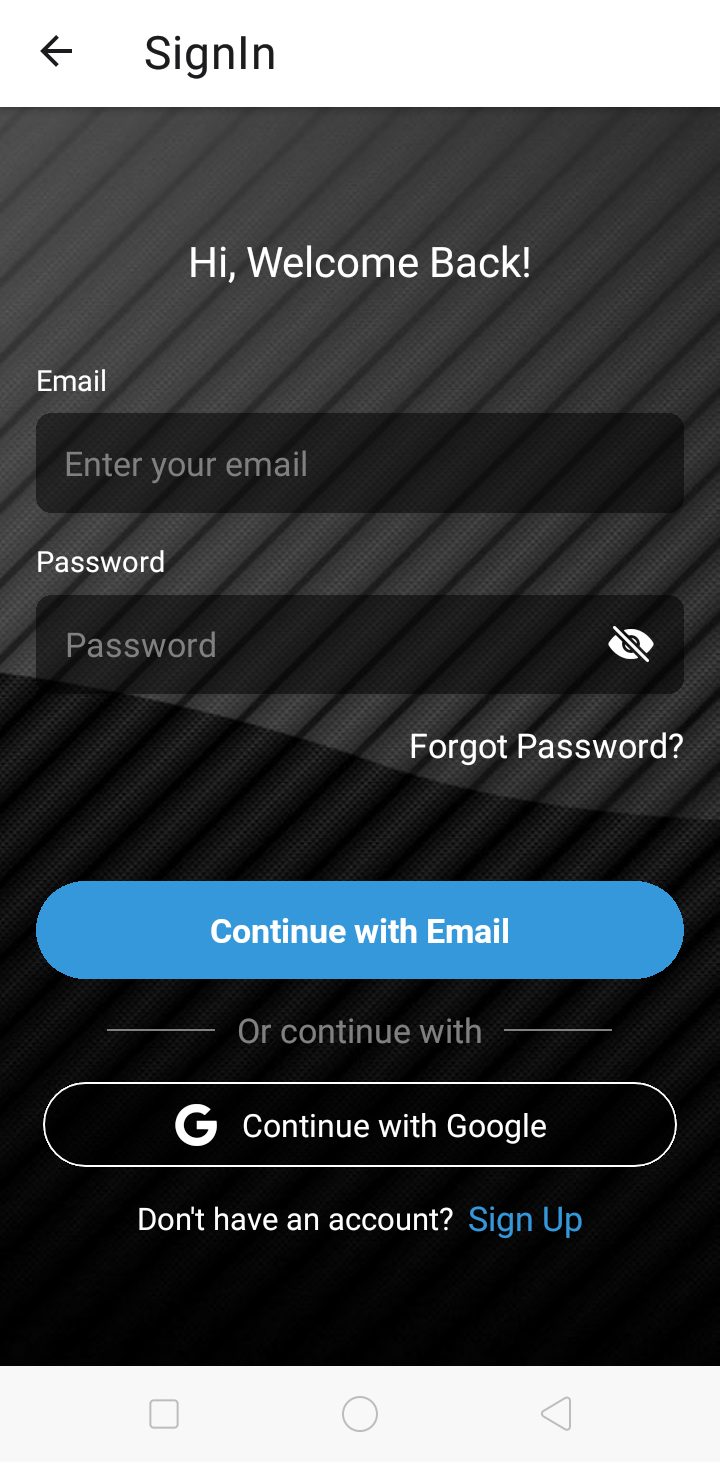 SignIn
Hi, Welcome Back!
Email
Enter your email
Password
Password
Forgot Password?
Continue with Email
Or continue with
Continue with Google
Don't have an account? Sign Up